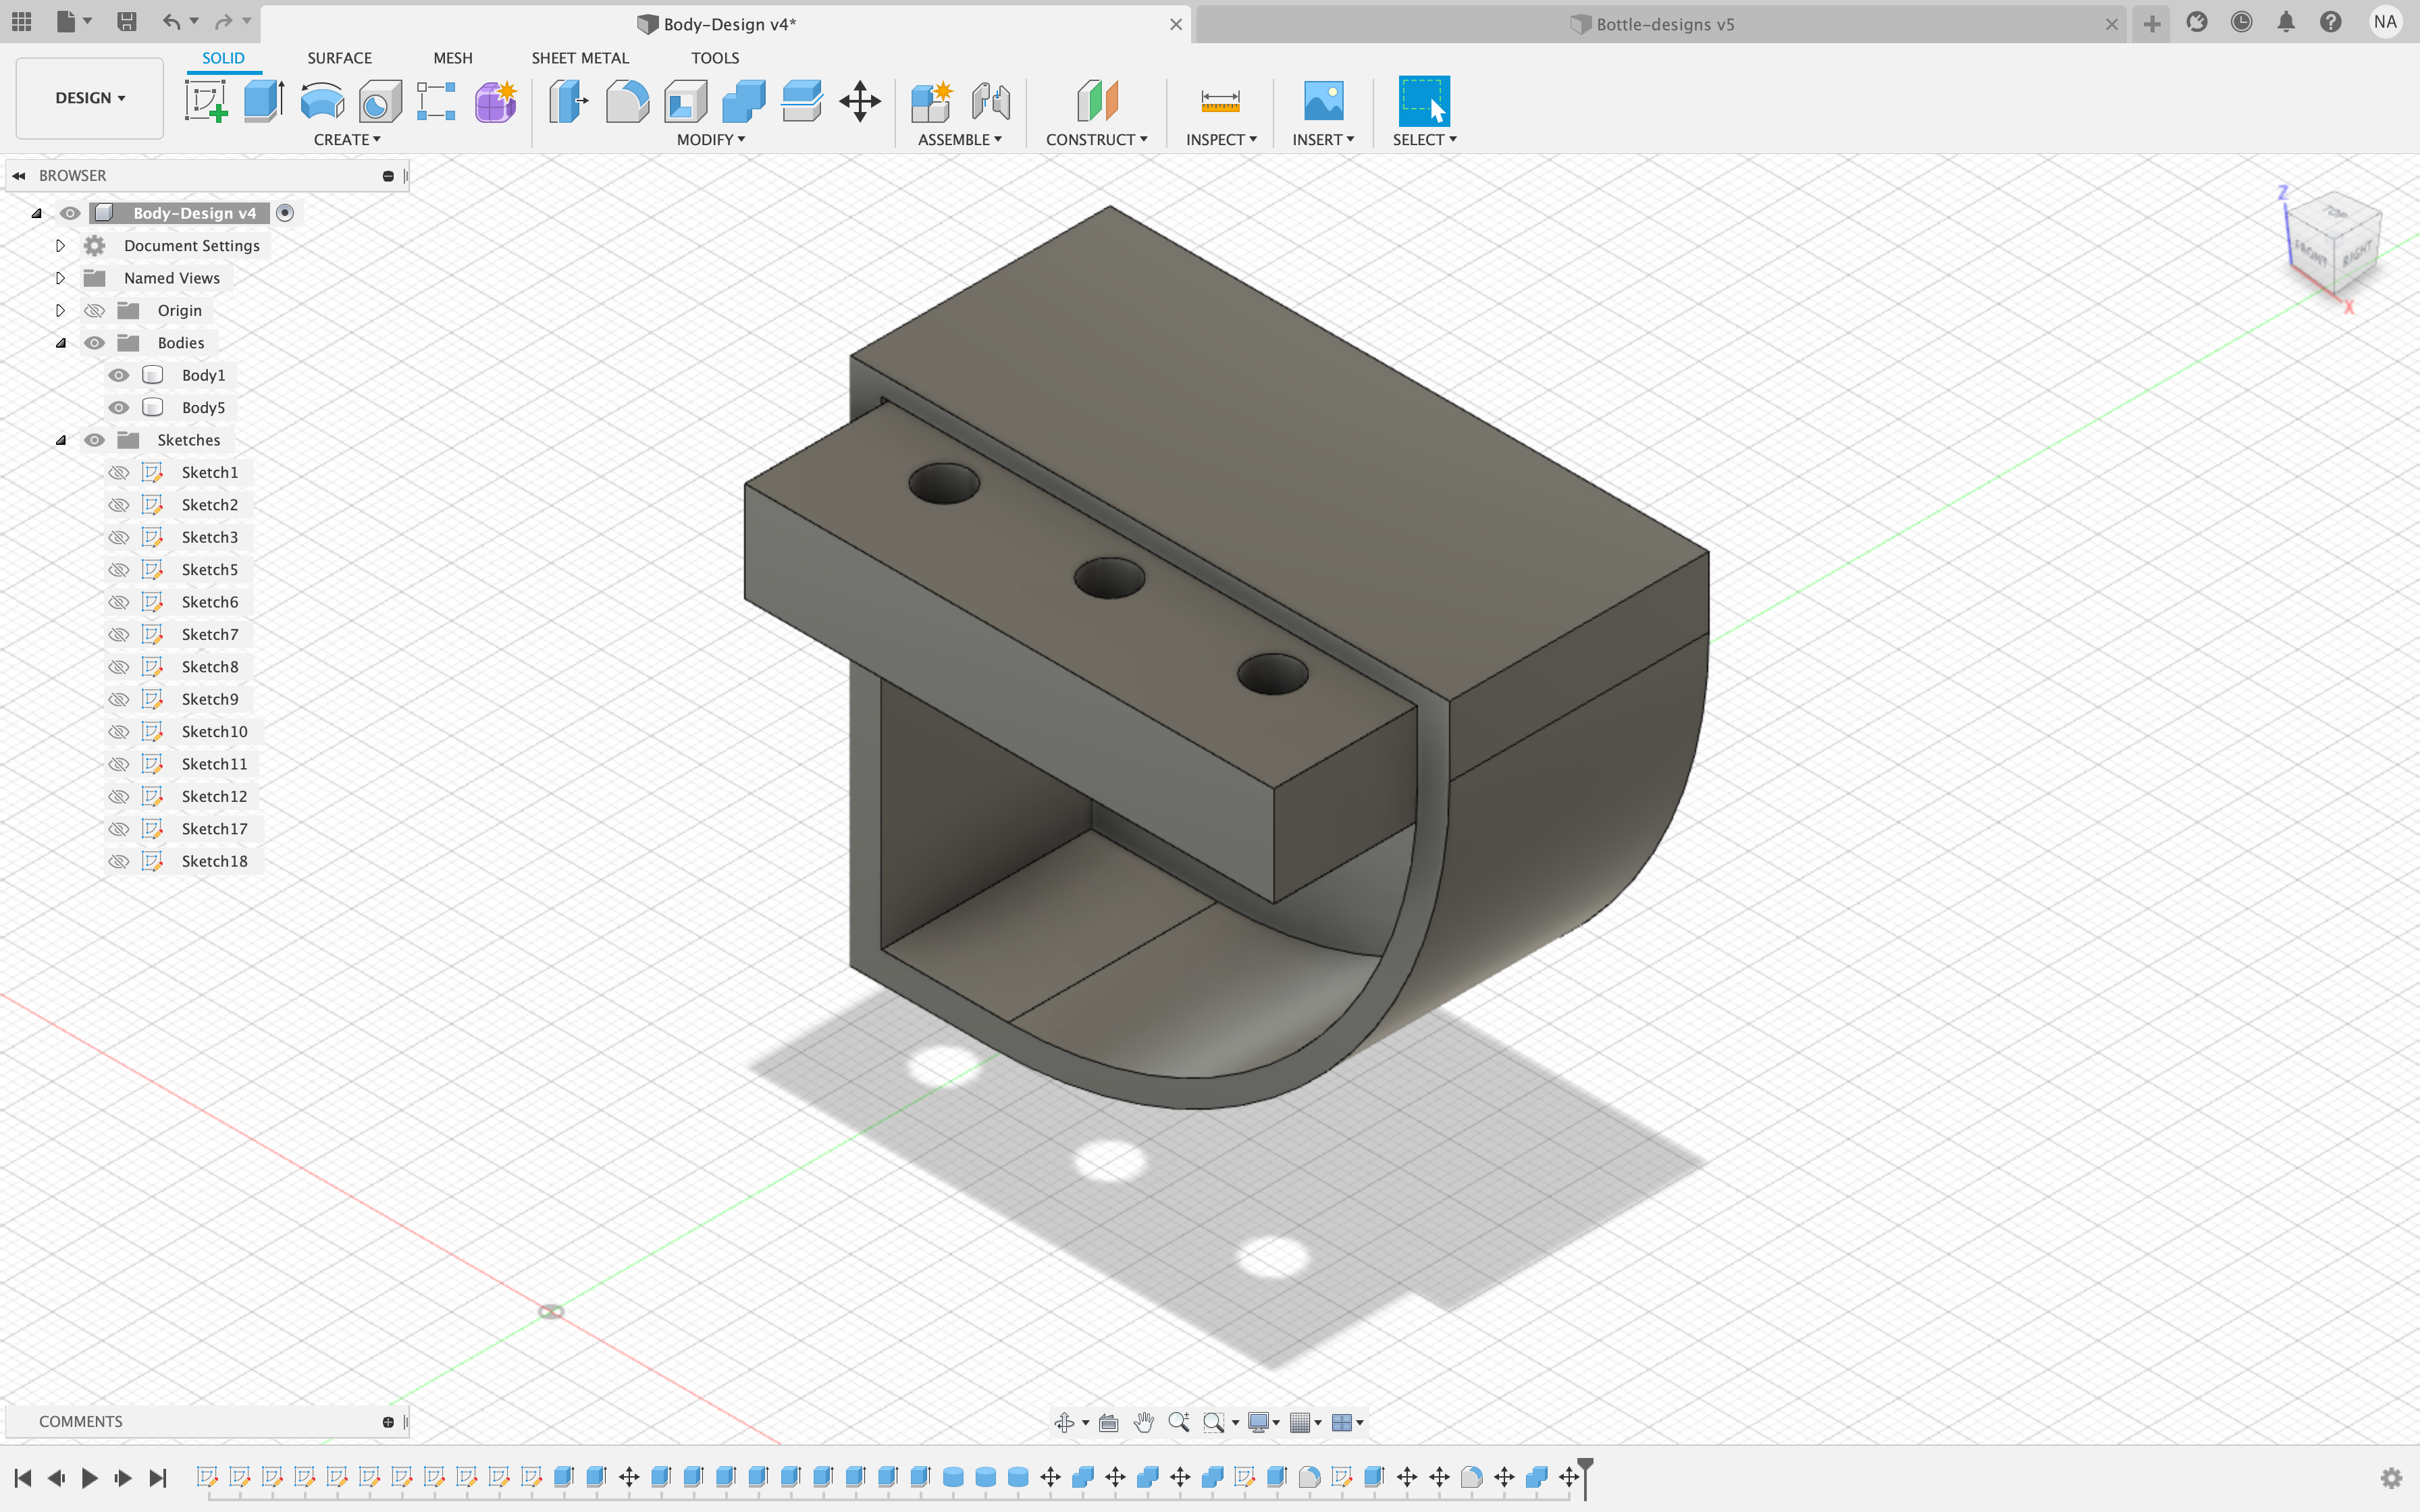 Body-Design v4*
Bottle-designs v5
NA
SOLID
SURFACE
MESH
SHEET METAL
TOOLS
DESIGN
CREATE
MODIFY
ASSEMBLE
CONSTRUCT
INSPECT
INSERT
SELECT
BROWSER
Body-Design v4
Document Settings
Named Views
Origin
Bodies
Body1
Body5
Sketches
Sketch1
Sketch2
Sketch3
Sketch5
Sketch6
Sketch7
Sketch8
Sketch9
Sketch10
Sketch11
Sketch12
Sketch17
Sketch18
Z
TOP
FRONT
RIGHT
X
COMMENTS